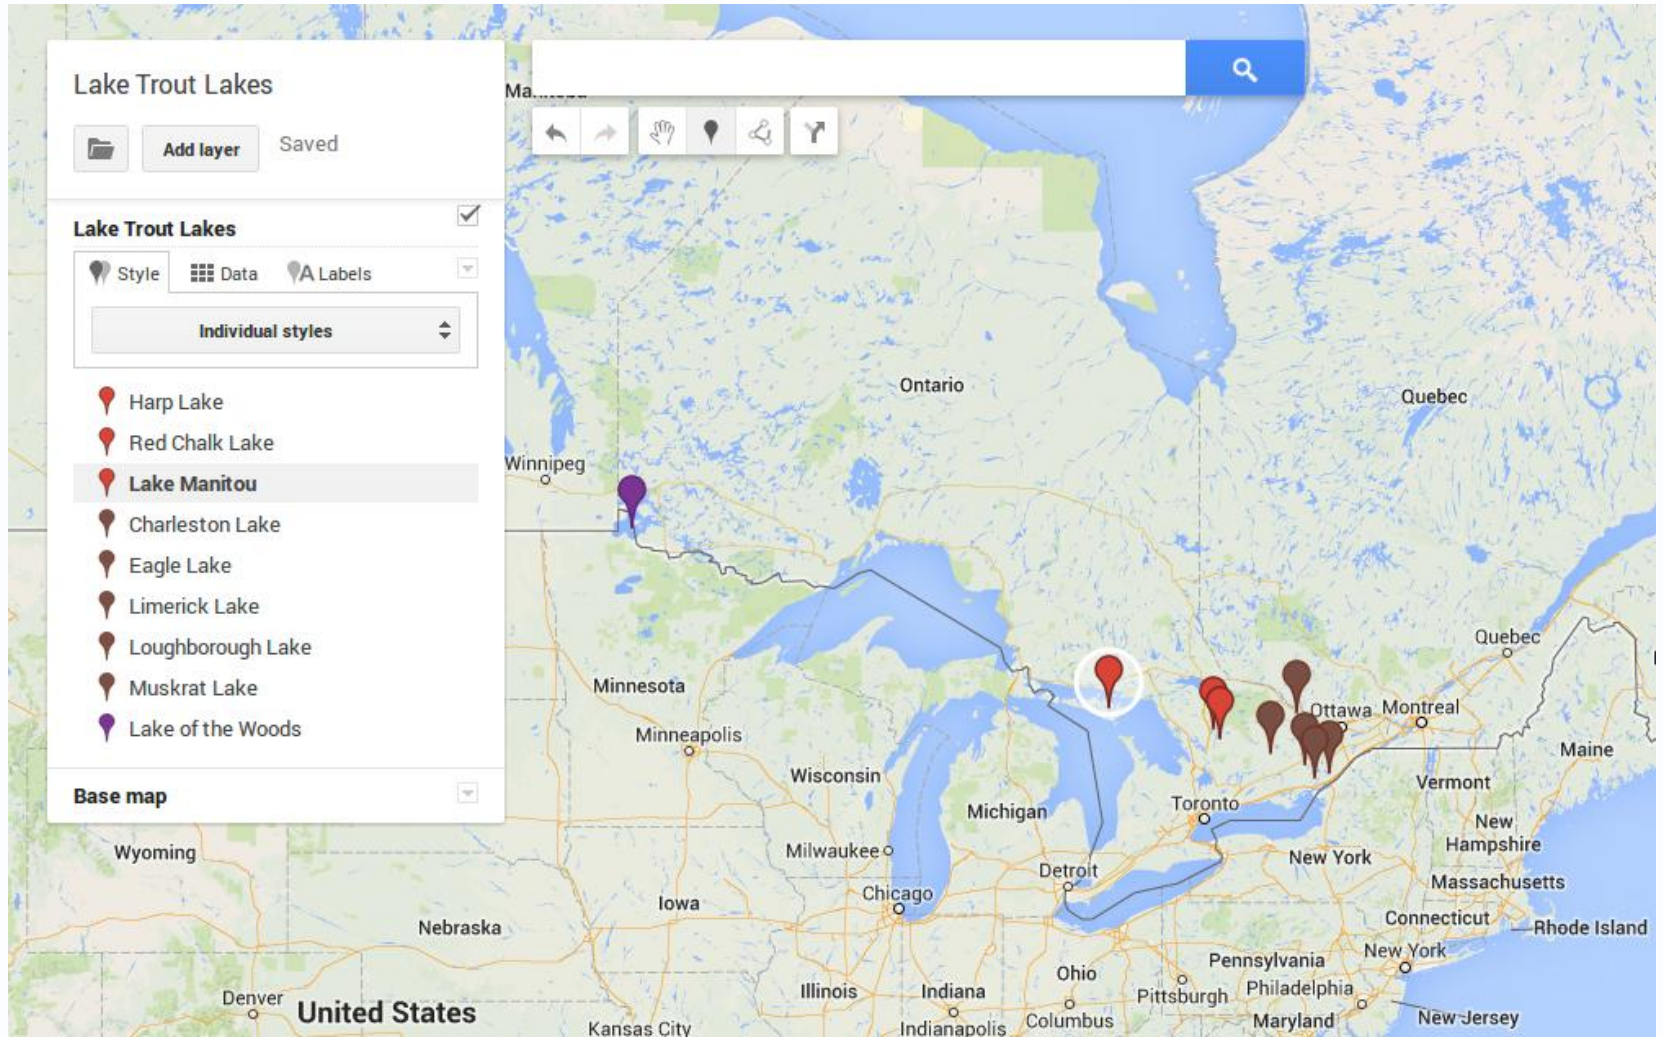 Lake Trout Lakes
Add layer
Saved
Lake Trout Lakes
Style
Data
A Labels
Individual styles
Harp Lake
Red Chalk Lake
Lake Manitou
Charleston Lake
Eagle Lake
Limerick Lake
Loughborough Lake
Muskrat Lake
Lake of the Woods
Base map
Ontario
Quebec
Winnipeg
Quebec
Minnesota
Ottawa
Montreal
Minneapolis
Maine
Wisconsin
Vermont
Michigan
Toronto
New
Hampshire
Wyoming
Milwaukee
New York
Detroit
Massachusetts
Chicago
Iowa
Connecticut
Nebraska
Rhode Island
New York
Pennsylvania
Ohio
Illinois
Indiana
Pittsburgh
Philadelphia
Denver
United States
Kansas City
Indianapolis
Columbus
Maryland
New Jersey